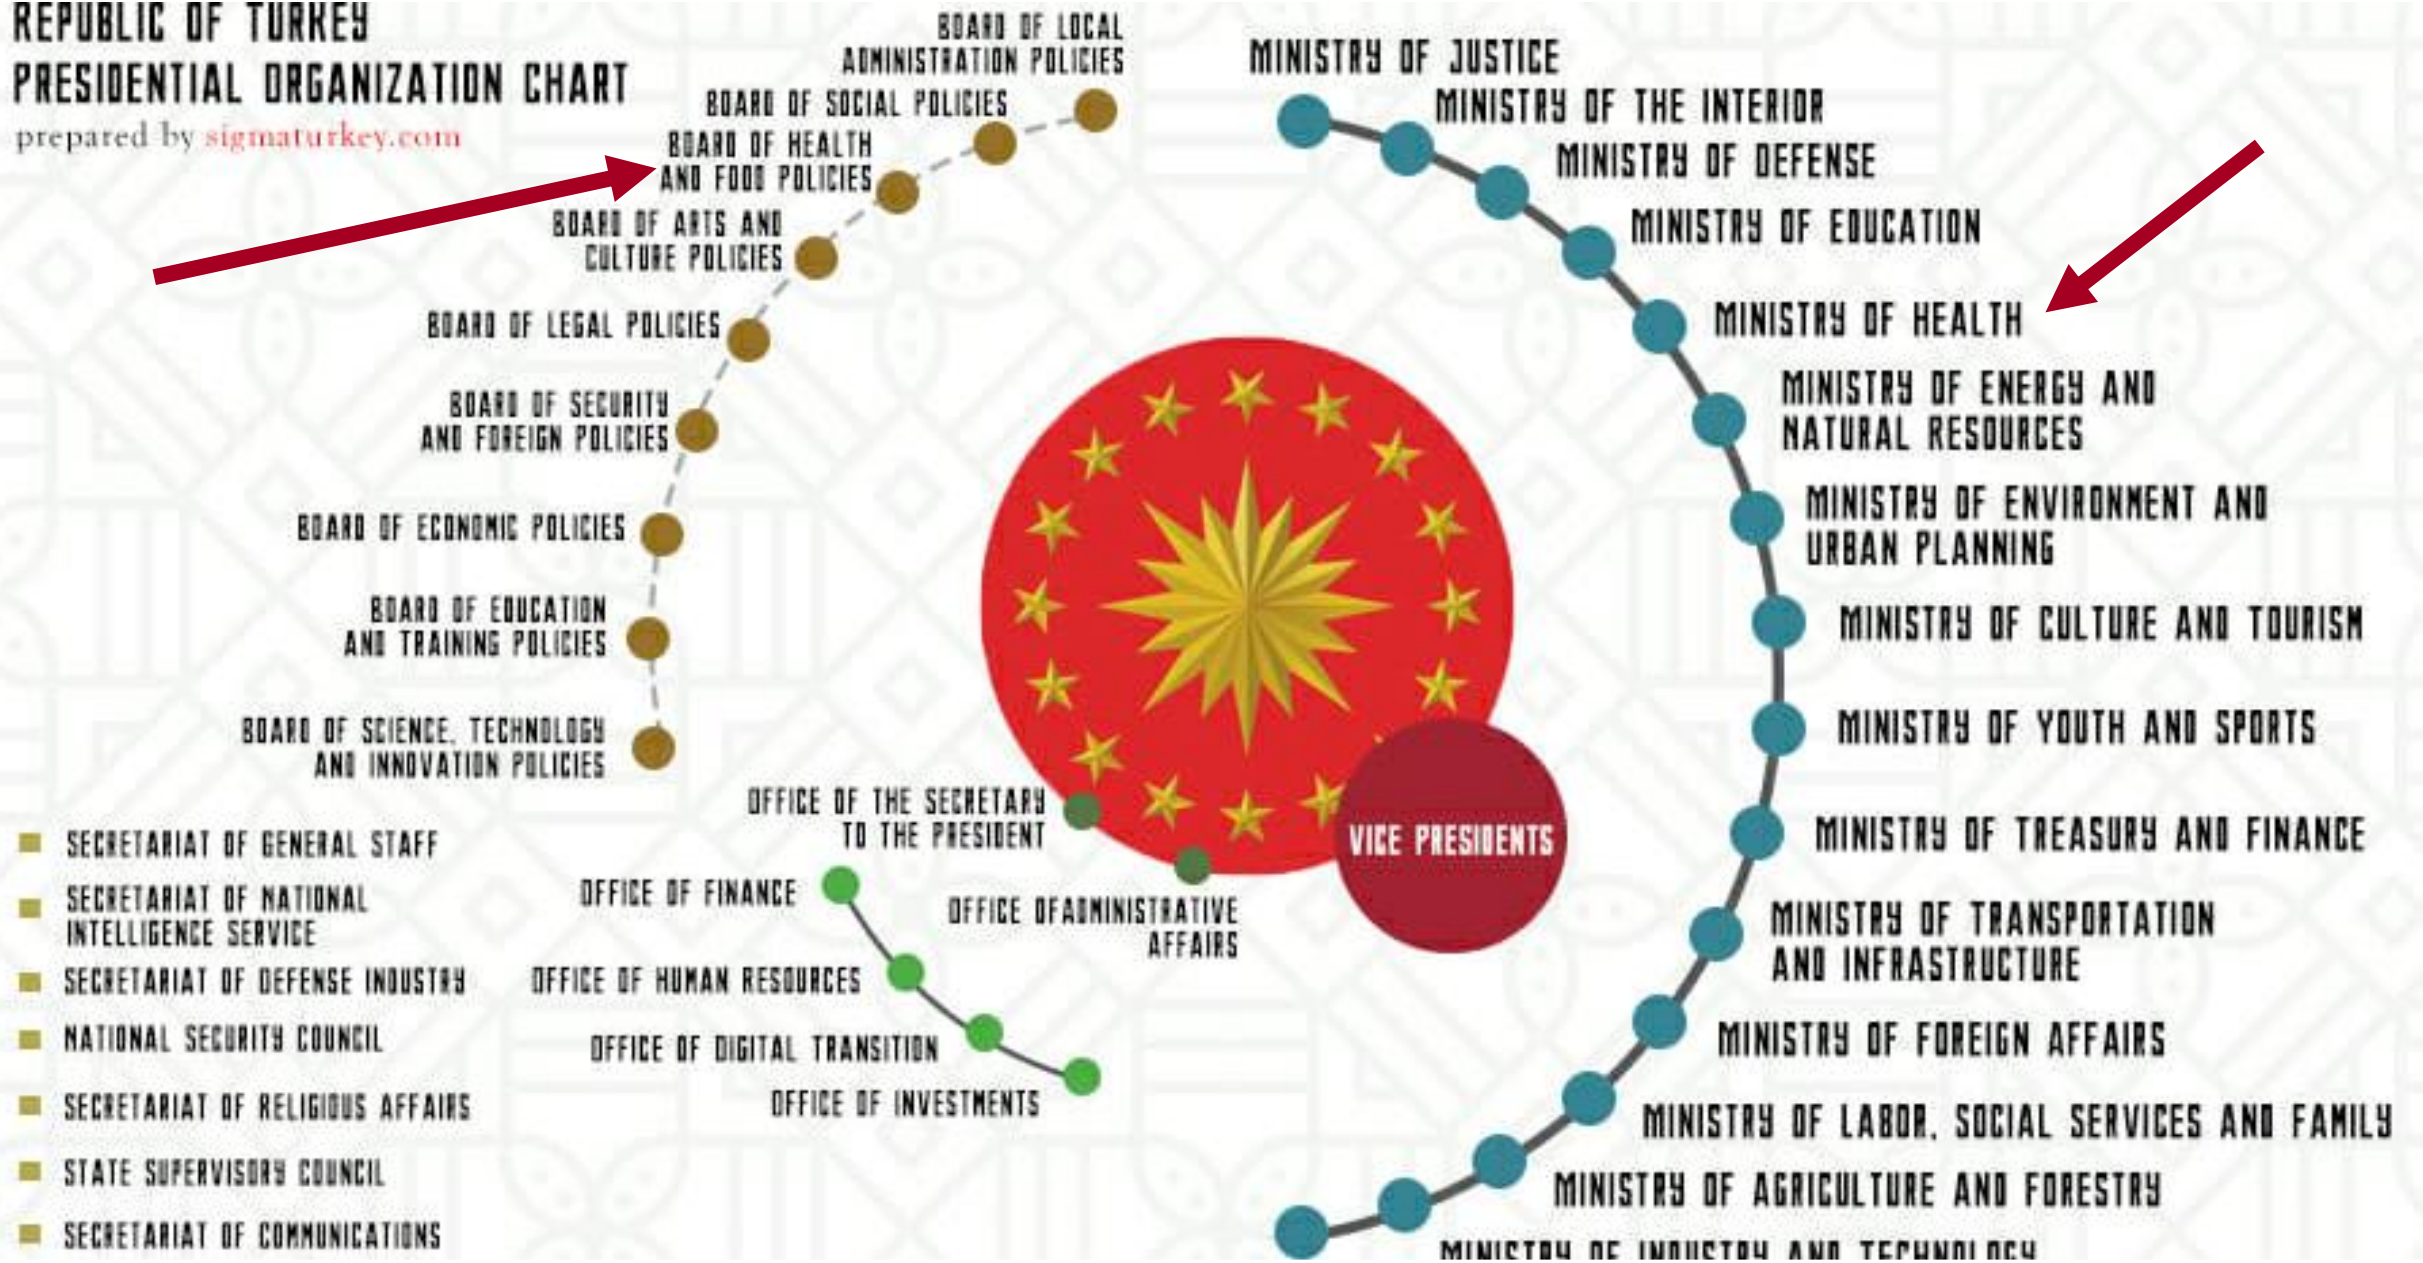 REPUBLIC OF TURKEY
PRESIDENTIAL ORGANIZATION CHART
prepared by sigmaturkey.com
BOARD OF LOCAL
ADMINISTRATION POLICIES
BOARD OF SOCIAL POLICIES
BOARD OF HEALTH
AND FOOD POLICIES
BOARD OF ARTS AND
CULTURE POLICIES
BOARD OF LEGAL POLICIES
BOARD OF SECURITY
AND FOREIGN POLICIES
BOARD OF ECONOMIC POLICIES
BOARD OF EDUCATION
AND TRAINING POLICIES
BOARD OF SCIENCE, TECHNOLOGY
AND INNOVATION POLICIES
SECRETARIAT OF GENERAL STAFF
SECRETARIAT OF NATIONAL
INTELLIGENCE SERVICE
SECRETARIAT OF DEFENSE INDUSTRY
NATIONAL SECURITY COUNCIL
SECRETARIAT OF RELIGIOUS AFFAIRS
STATE SUPERVISORY COUNCIL
SECRETARIAT OF COMMUNICATIONS
OFFICE OF THE SECRETARY
TO THE PRESIDENT
OFFICE OF ADMINISTRATIVE
AFFAIRS
OFFICE OF FINANCE
OFFICE OF HUMAN RESOURCES
OFFICE OF DIGITAL TRANSITION
OFFICE OF INVESTMENTS
VICE PRESIDENTS
MINISTRY OF JUSTICE
MINISTRY OF THE INTERIOR
MINISTRY OF DEFENSE
MINISTRY OF EDUCATION
MINISTRY OF HEALTH
MINISTRY OF ENERGY AND
NATURAL RESOURCES
MINISTRY OF ENVIRONMENT AND
URBAN PLANNING
MINISTRY OF CULTURE AND TOURISM
MINISTRY OF YOUTH AND SPORTS
MINISTRY OF TREASURY AND FINANCE
MINISTRY OF TRANSPORTATION
AND INFRASTRUCTURE
MINISTRY OF FOREIGN AFFAIRS
MINISTRY OF LABOR, SOCIAL SERVICES AND FAMILY
MINISTRY OF AGRICULTURE AND FORESTRY
MINISTRY OF INDUSTRY AND TECHNOLOGY